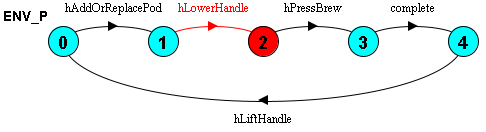 hAddOrReplacePod hLowerHandle hPressBrew complete
ENV_P
0 1 2 3 4
hLiftHandle